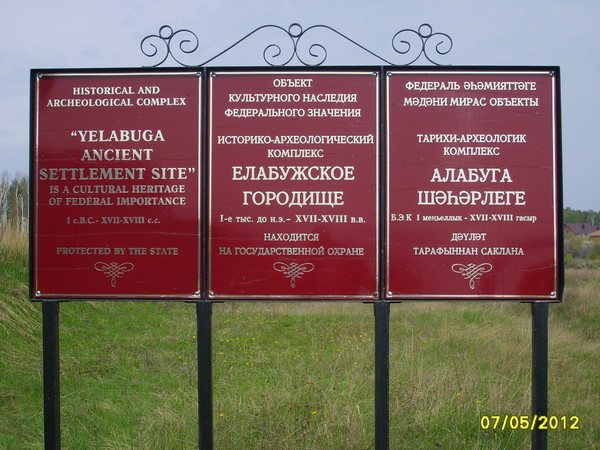 HISTORICAL AND
ARCHEOLOGICAL COMPLEX
“YELABUGA
ANCIENT
SETTLEMENT SITE”
IS A CULTURAL HERITAGE
OF FEDERAL IMPORTANCE
I c.B.C.- XVII-XVIII c.c.
PROTECTED BY THE STATE
ОБЪЕКТ
КУЛЬТУРНОГО НАСЛЕДИЯ
ФЕДЕРАЛЬНОГО ЗНАЧЕНИЯ
ИСТОРИКО-АРХЕОЛОГИЧЕСКИЙ
КОМПЛЕКС
ЕЛАБУЖСКОЕ
ГОРОДИЩЕ
I-е тыс. до н.э.- XVII-XVIII в.в.
НАХОДИТСЯ
НА ГОСУДАРСТВЕННОЙ ОХРАНЕ
ФЕДЕРАЛЬ ӘҺӘМИЯТТӘГЕ
МӘДӘНИ МИРАС ОБЪЕКТЫ
ТАРИХИ-АРХЕОЛОГИК
КОМПЛЕКС
АЛАБУГА
ШӘҺӘРЛЕГЕ
Б.Э.К I меңьеллык - XVII-XVIII гасыр
ДӘҮЛӘТ
ТАРАФЫННАН САКЛАНА
07/05/2012